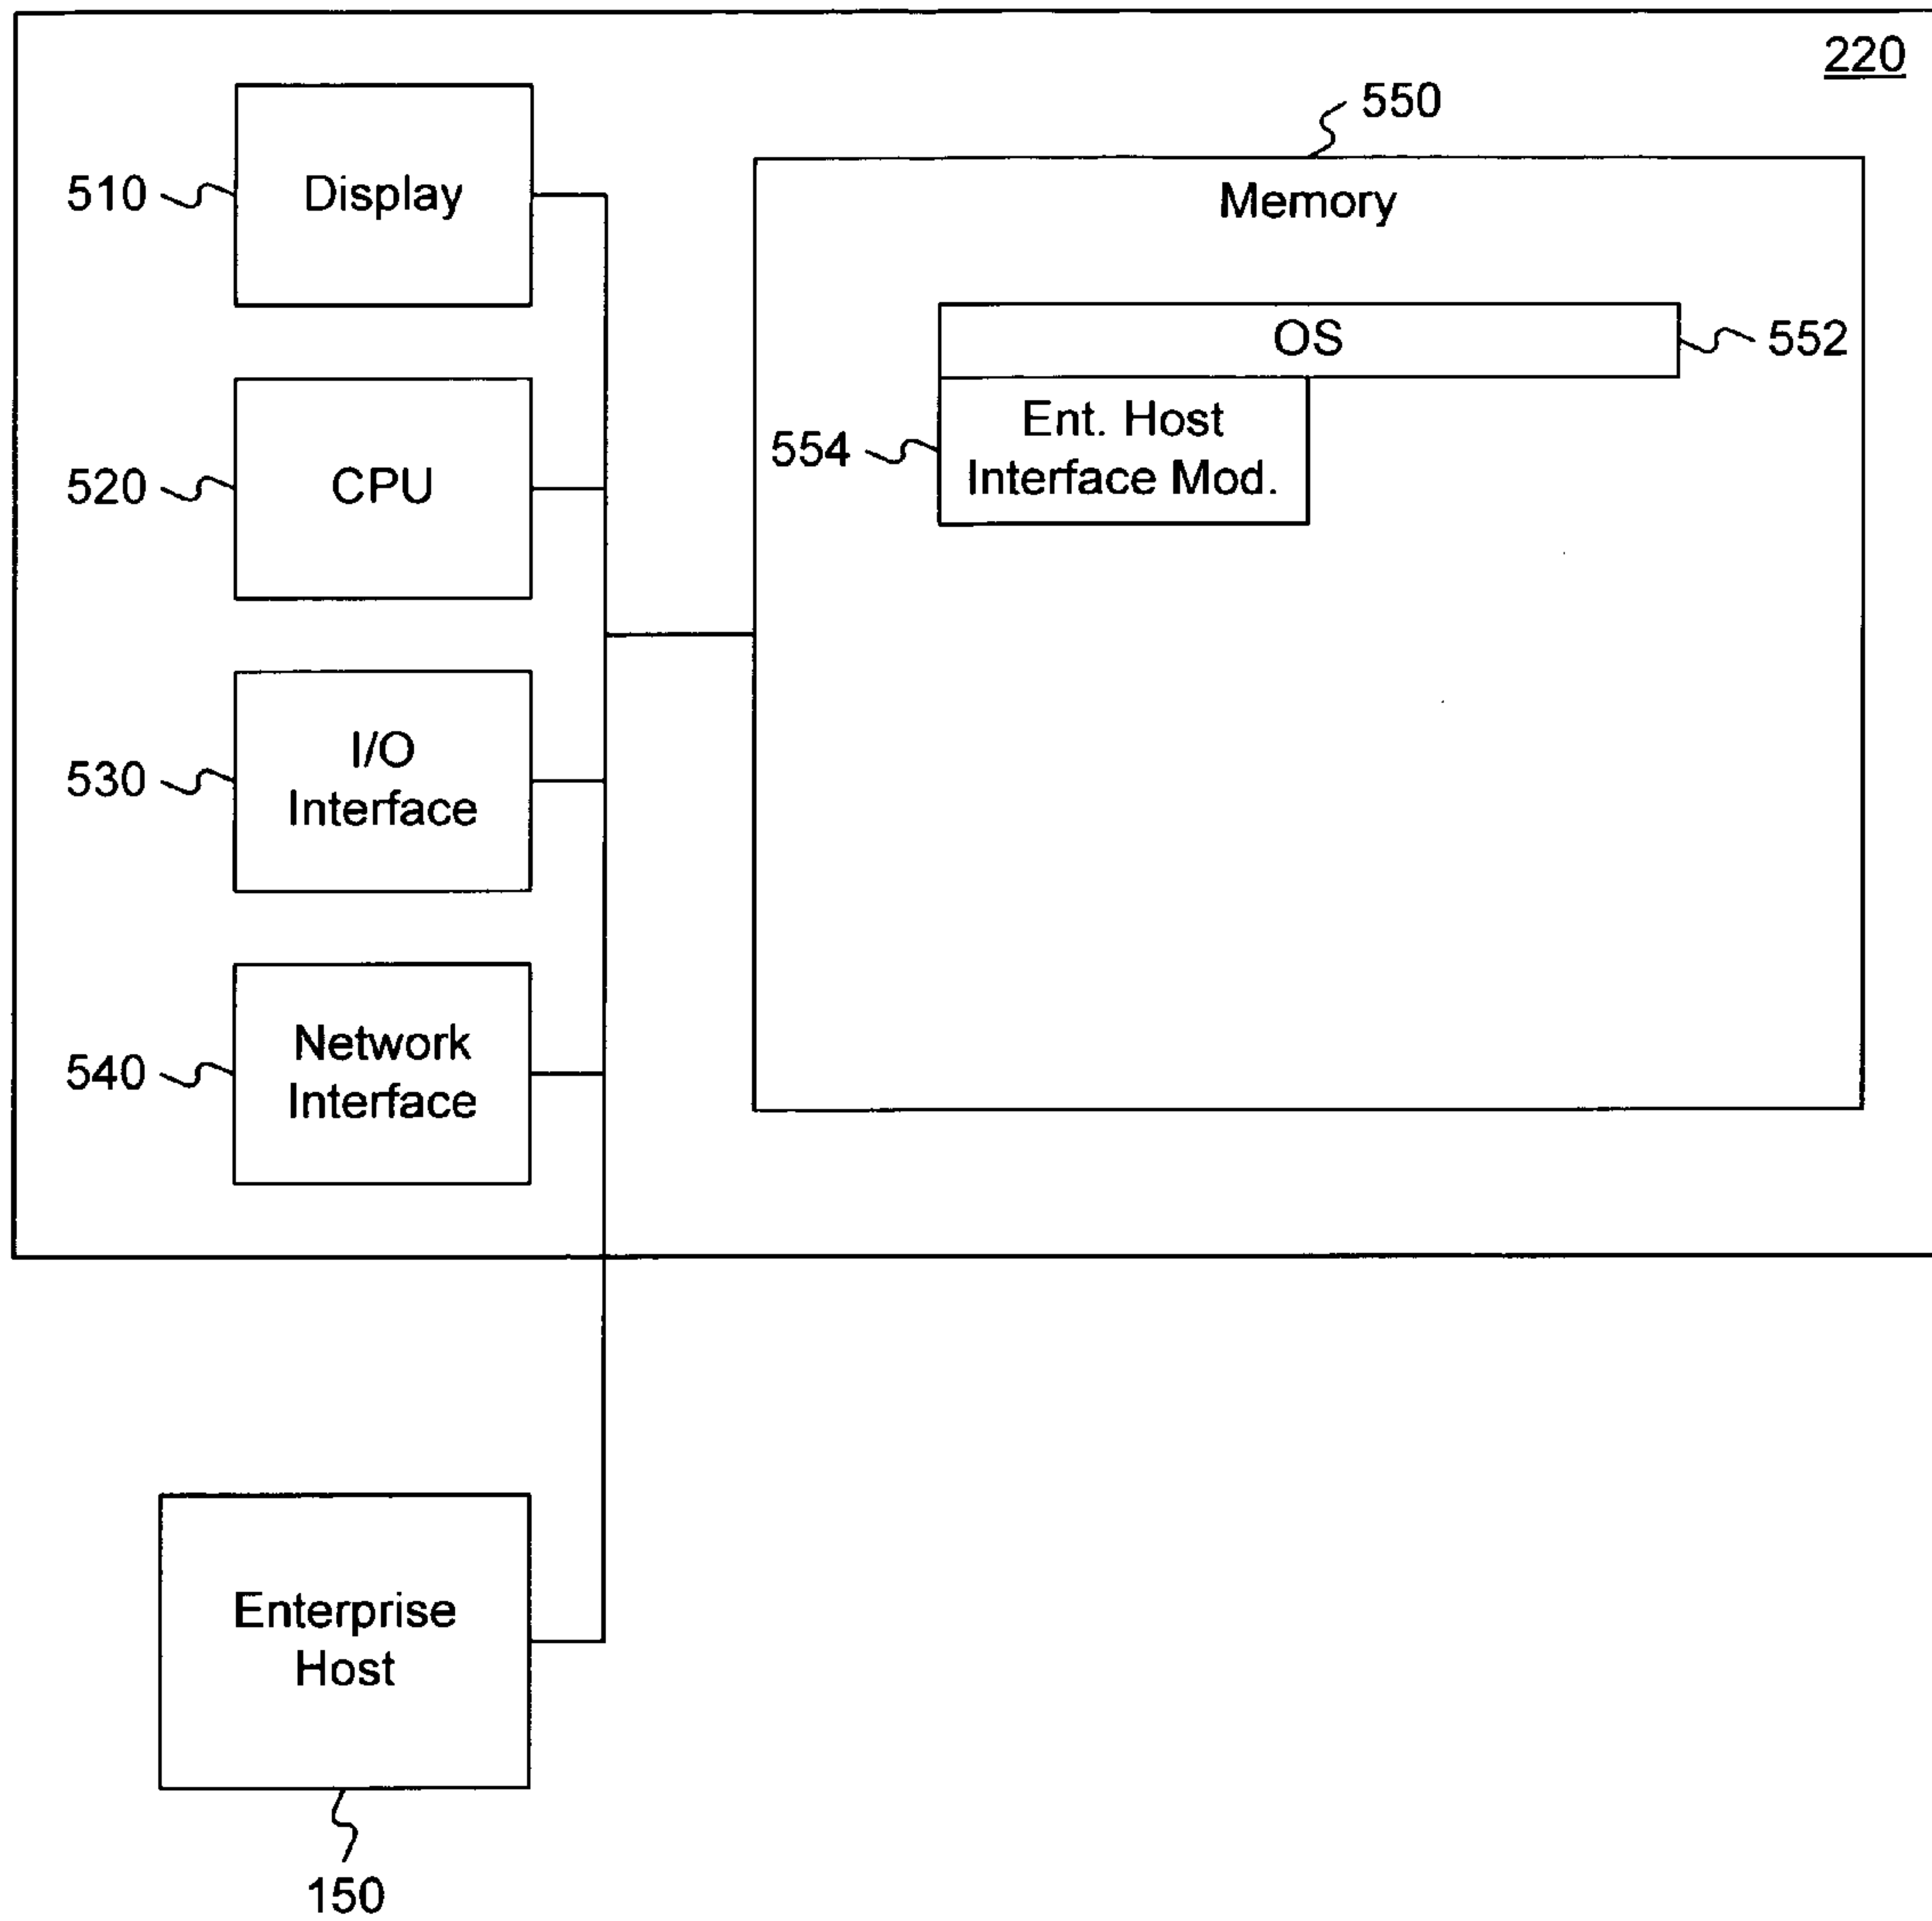 220
550
510
Display
Memory
OS
552
Ent. Host
Interface Mod.
554
520
CPU
I/O
Interface
530
Network
Interface
540
Enterprise
Host
150